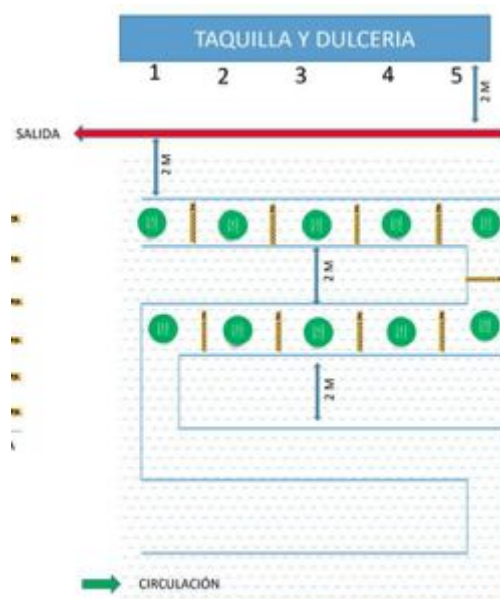 TAQUILLA Y DULCERIA
1 2 3 4 5
2 M
SALIDA
2 M
2 M
2 M
CIRCULACIÓN